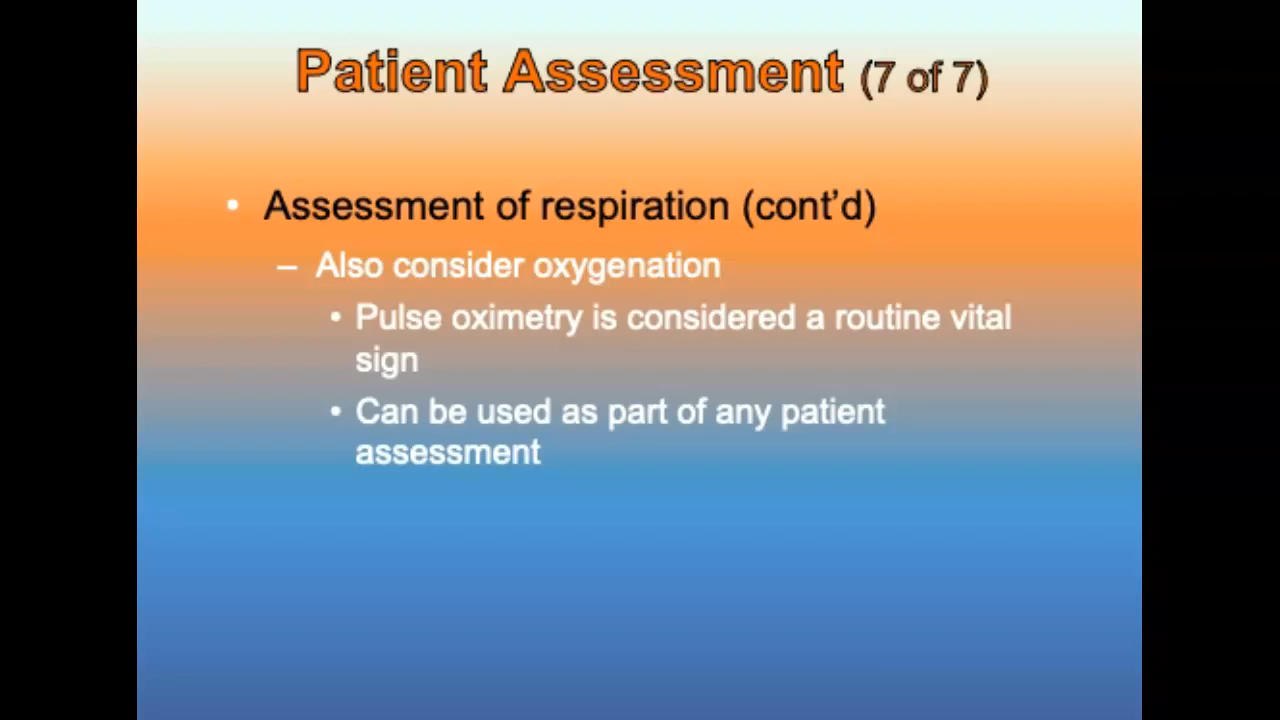 Patient Assessment (7 of 7)
• Assessment of respiration (cont’d)
– Also consider oxygenation
• Pulse oximetry is considered a routine vital
sign
• Can be used as part of any patient
assessment